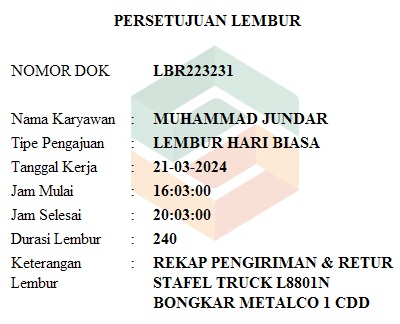 PERSETUJUAN LEMBUR
NOMOR DOK LBR223231
Nama Karyawan : MUHAMMAD JUNDAR
Tipe Pengajuan : LEMBUR HARI BIASA
Tanggal Kerja : 21-03-2024
Jam Mulai : 16:03:00
Jam Selesai : 20:03:00
Durasi Lembur : 240
Keterangan : REKAP PENGIRIMAN & RETUR
Lembur STAFEL TRUCK L8801N
BONGKAR METALCO 1 CDD